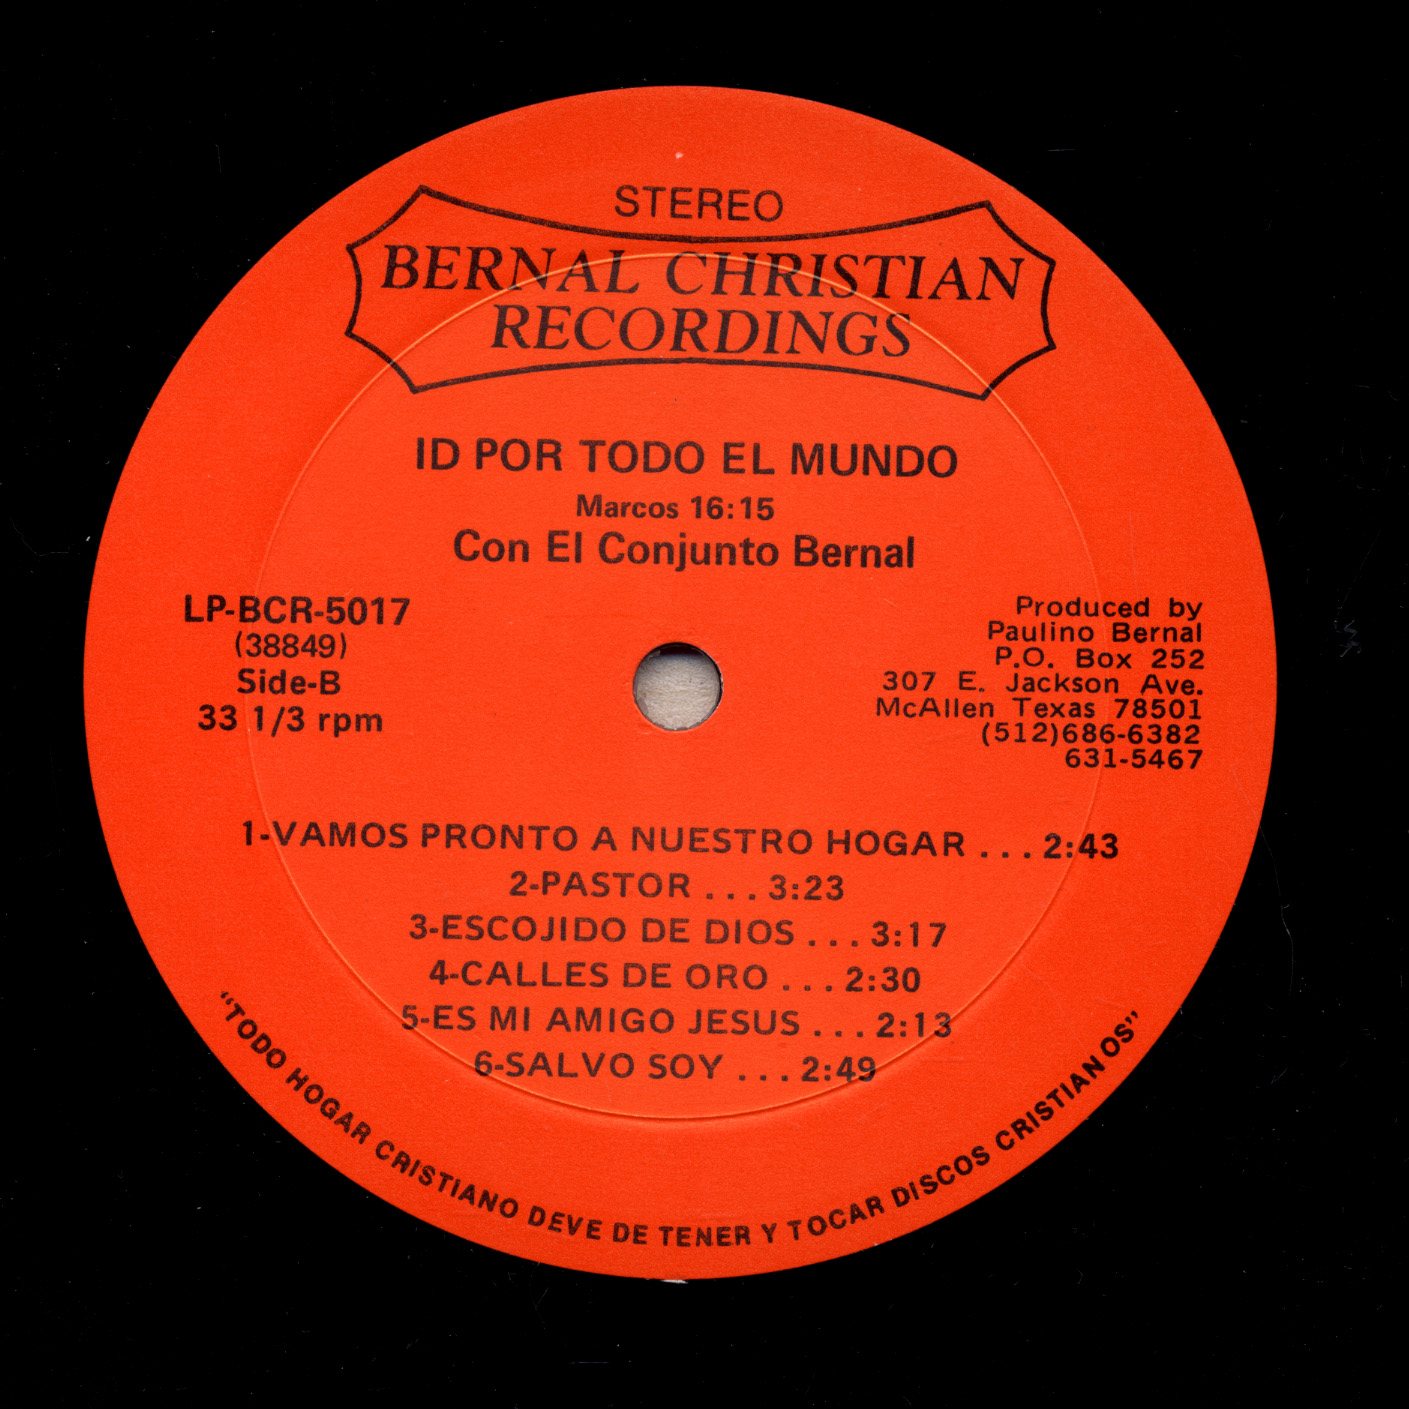 STEREO
BERNAL CHRISTIAN
RECORDINGS
ID POR TODO EL MUNDO
Marcos 16:15
Con El Conjunto Bernal
LP-BCR-5017
(38849)
Side-B
33 1/3 rpm
Produced by
Paulino Bernal
P.O. Box 252
307 E. Jackson Ave.
McAllen Texas 78501
(512)686-6382
631-5467
1-VAMOS PRONTO A NUESTRO HOGAR . . . 2:43
2-PASTOR . . . 3:23
3-ESCOJIDO DE DIOS . . . 3:17
4-CALLES DE ORO . . . 2:30
5-ES MI AMIGO JESUS . . . 2:13
6-SALVO SOY . . . 2:49
"TODO HOGAR CRISTIANO DEVE DE TENER Y TOCAR DISCOS CRISTIANOS"